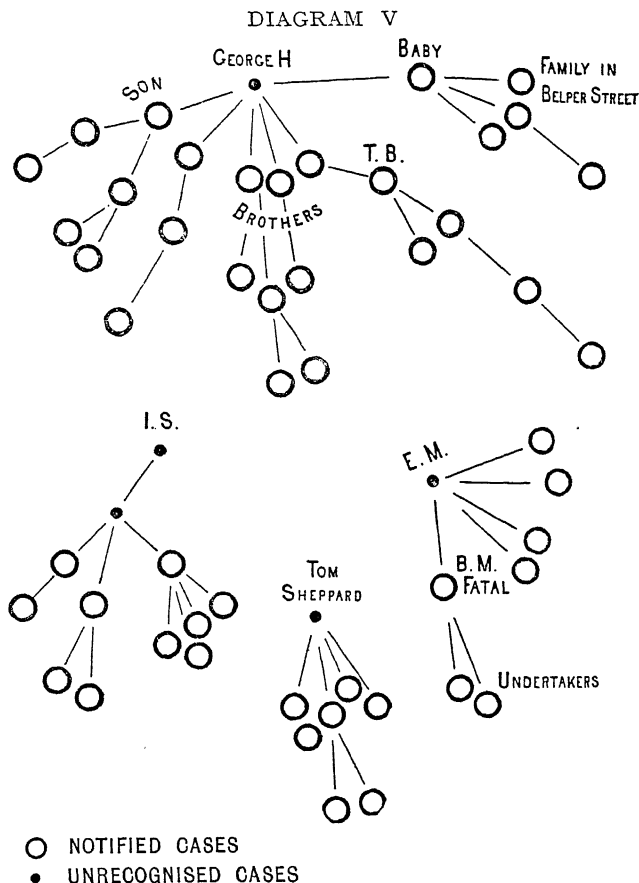 DIAGRAM V
GEORGE H
BABY
SON
FAMILY IN
BELPER STREET
T. B.
BROTHERS
I. S.
E. M.
B. M.
FATAL
TOM
SHEPPARD
UNDERTAKERS
NOTIFIED CASES
UNRECOGNISED CASES